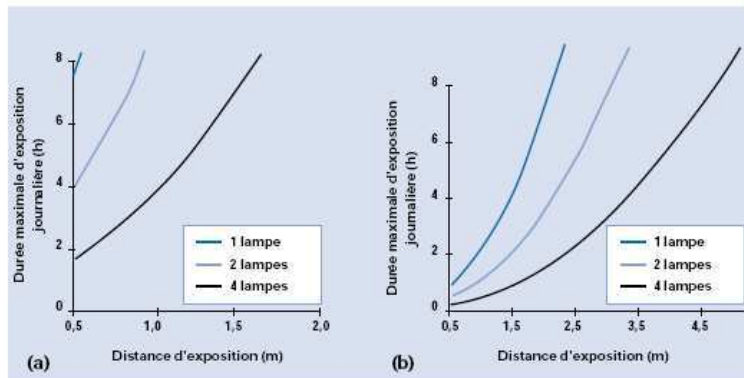 Durée maximale d'exposition
journalière (h)
8
6
4
2
0
0,5
1,0
1,5
2,0
1 lampe
2 lampes
4 lampes
(a)
Distance d'exposition (m)
Durée maximale d'exposition
journalière (h)
8
6
4
2
0
0,5
1,5
2,5
3,5
4,5
1 lampe
2 lampes
4 lampes
(b)
Distance d'exposition (m)